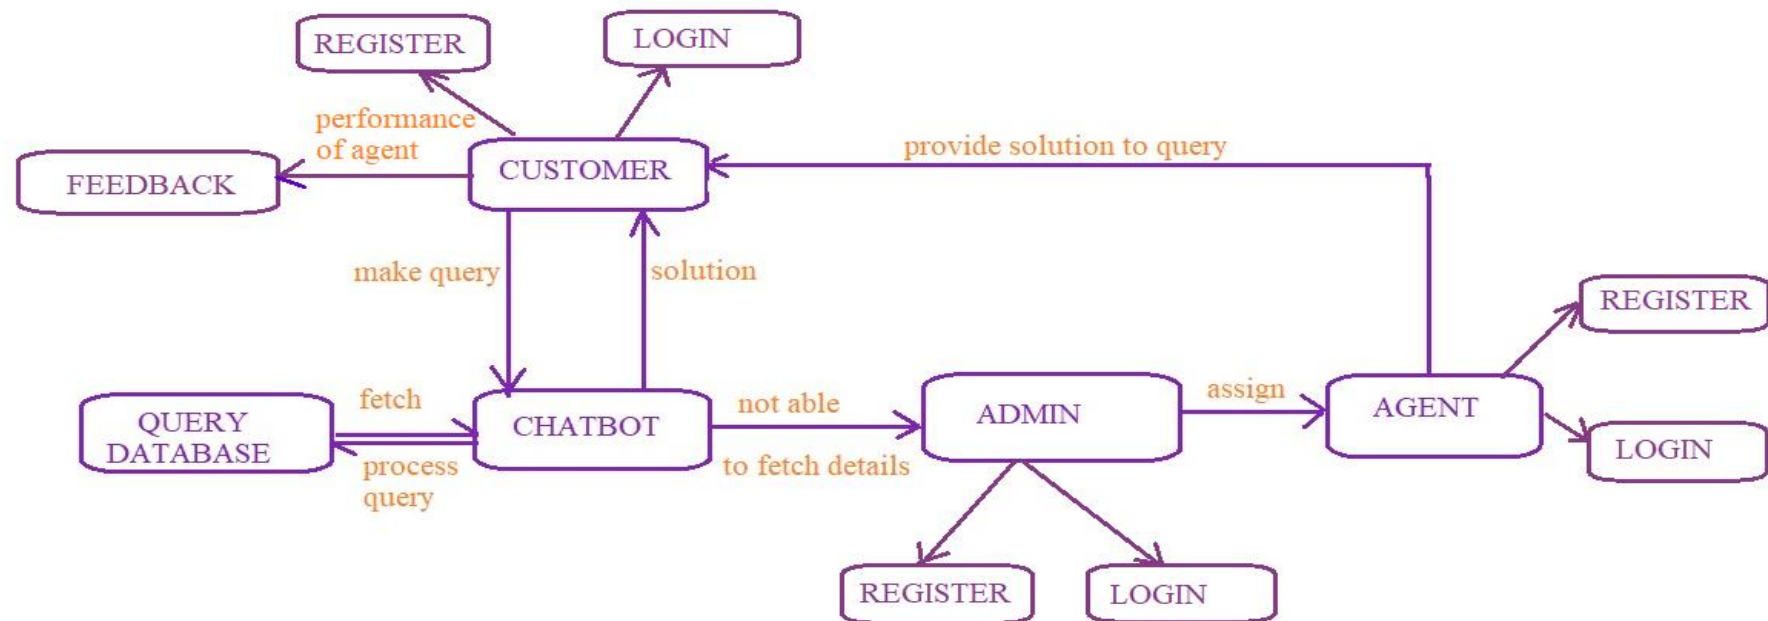 REGISTER
LOGIN
performance
of agent
FEEDBACK
CUSTOMER
provide solution to query
make query
solution
REGISTER
QUERY
DATABASE
fetch
process
query
CHATBOT
not able
to fetch details
ADMIN
assign
AGENT
LOGIN
REGISTER
LOGIN